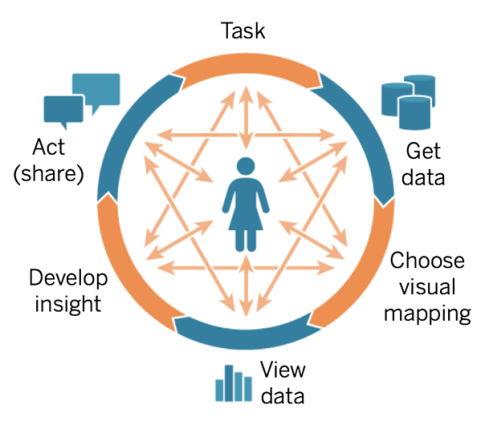 Task
Get
data
Choose
visual
mapping
View
data
Develop
insight
Act
(share)